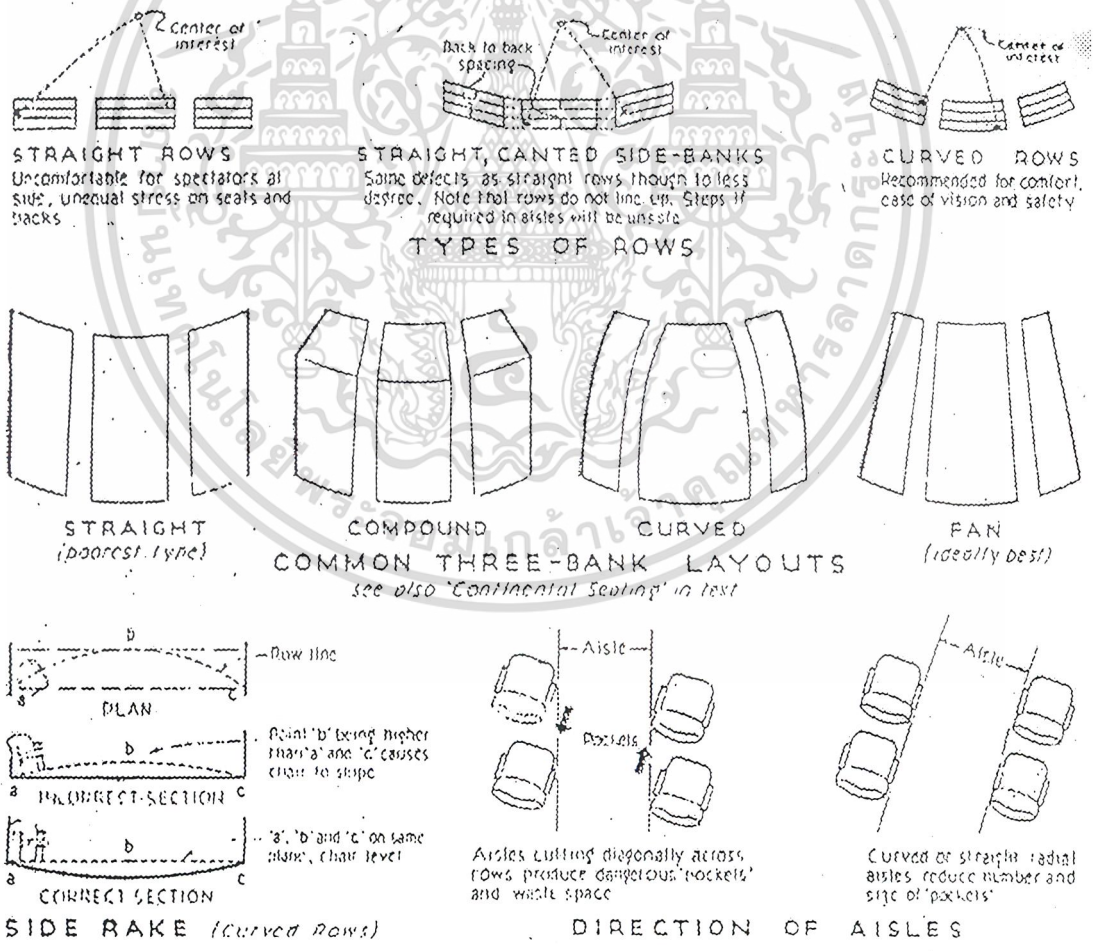 Center of
interest
STRAIGHT ROWS
Uncomfortable for spectators at
side, unequal stress on seats and
backs
Back to back
spacing
Center of
interest
STRAIGHT, CANTED SIDE-BANKS
Same defects as straight rows though to less
degree. Note that rows do not line up. Steps if
required in aisles will be unsafe
Center of
interest
CURVED ROWS
Recommended for comfort,
ease of vision and safety
TYPES OF ROWS
STRAIGHT
(poorest type)
COMPOUND
CURVED
FAN
(ideally best)
COMMON THREE-BANK LAYOUTS
see also 'Continental Seating' in text
b
Row line
a
c
PLAN
b
Point 'b' being higher
than 'a' and 'c' causes
chair to slope
a
c
INCORRECT SECTION
b
'a', 'b' and 'c' on same
plane, chair level
a
c
CORRECT SECTION
SIDE RAKE (Curved Rows)
Aisle
Pockets
Aisles cutting diagonally across
rows produce dangerous 'pockets'
and waste space
Aisle
Curved or straight radial
aisles reduce number and
size of 'pockets'
DIRECTION OF AISLES